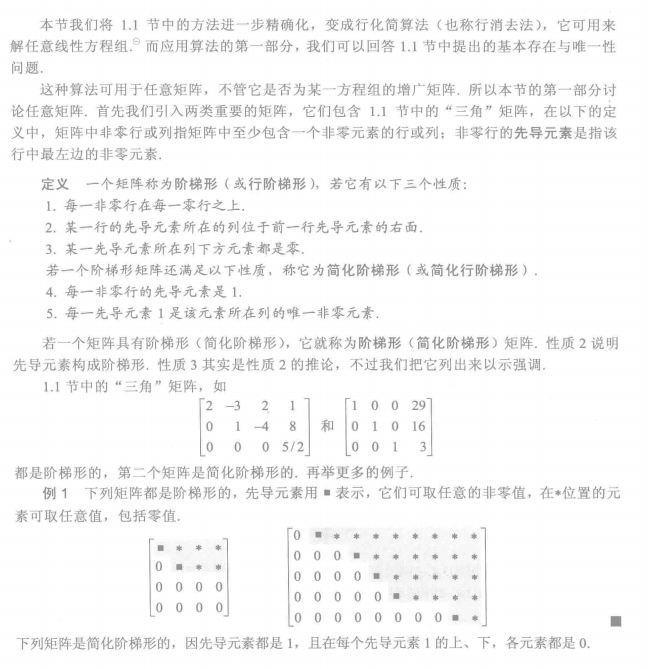 本节我们将 1.1 节中的方法进一步精确化，变成行化简算法（也称行消去法），它可用来
解任意线性方程组.㊀而应用算法的第一部分，我们可以回答 1.1 节中提出的基本存在与唯一性
问题.
这种算法可用于任意矩阵，不管它是否为某一方程组的增广矩阵. 所以本节的第一部分讨
论任意矩阵. 首先我们引入两类重要的矩阵，它们包含 1.1 节中的“三角”矩阵，在以下的定
义中，矩阵中非零行或列指矩阵中至少包含一个非零元素的行或列；非零行的先导元素是指该
行中最左边的非零元素.
定义 一个矩阵称为阶梯形（或行阶梯形），若它有以下三个性质：
1. 每一非零行在每一零行之上.
2. 某一行的先导元素所在的列位于前一行先导元素的右面.
3. 某一先导元素所在列下方元素都是零.
若一个阶梯形矩阵还满足以下性质，称它为简化阶梯形（或简化行阶梯形）.
4. 每一非零行的先导元素是 1.
5. 每一先导元素 1 是该元素所在列的唯一非零元素.
若一个矩阵具有阶梯形（简化阶梯形），它就称为阶梯形（简化阶梯形）矩阵. 性质 2 说明
先导元素构成阶梯形. 性质 3 其实是性质 2 的推论，不过我们把它列出来以示强调.
1.1 节中的“三角”矩阵，如
2 −3 2 1 1 0 0 29
0 1 −4 8 和 0 1 0 16
0 0 0 5/2 0 0 1 3
都是阶梯形的，第二个矩阵是简化阶梯形的. 再举更多的例子.
例 1 下列矩阵都是阶梯形的，先导元素用 ■ 表示，它们可取任意的非零值，在*位置的元
素可取任意值，包括零值.
■ * * *
0 ■ * *
0 0 0 0
0 0 0 0
0 ■ * * * * * * * *
0 0 0 ■ * * * * * *
0 0 0 0 ■ * * * * *
0 0 0 0 0 ■ * * * *
0 0 0 0 0 0 0 0 ■ *
■
下列矩阵是简化阶梯形的，因先导元素都是 1，且在每个先导元素 1 的上、下，各元素都是 0.